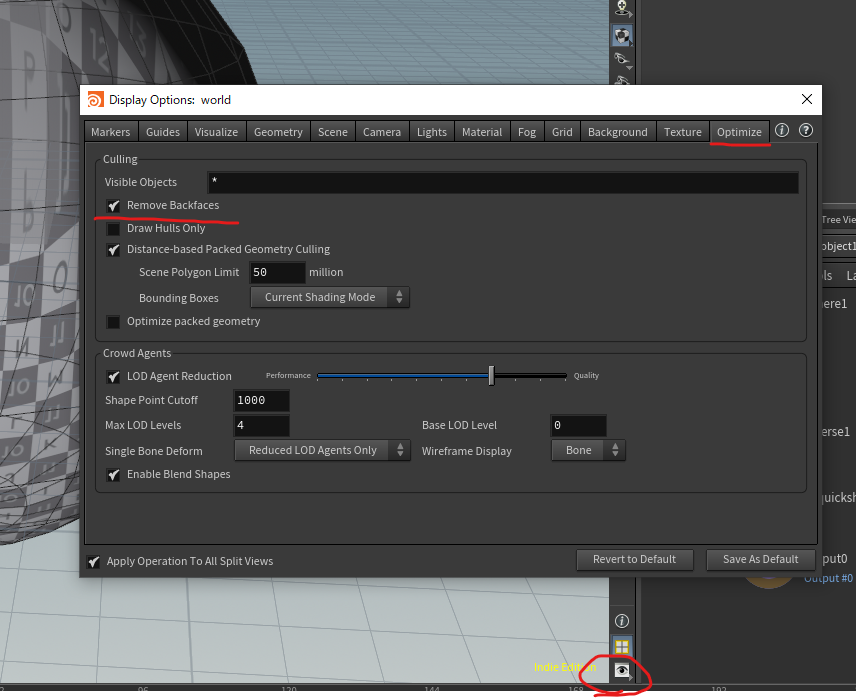 Display Options: world
Markers Guides Visualize Geometry Scene Camera Lights Material Fog Grid Background Texture Optimize
Culling
Visible Objects *
Remove Backfaces
Draw Hulls Only
Distance-based Packed Geometry Culling
Scene Polygon Limit 50 million
Bounding Boxes Current Shading Mode
Optimize packed geometry
Crowd Agents
LOD Agent Reduction Performance Quality
Shape Point Cutoff 1000
Max LOD Levels 4 Base LOD Level 0
Single Bone Deform Reduced LOD Agents Only Wireframe Display Bone
Enable Blend Shapes
Apply Operation To All Split Views Revert to Default Save As Default
Tree Vie
object1
ols La
here1
erse1
quicksh
put0
Output #0
Indie Edition
96 120 144 168 192